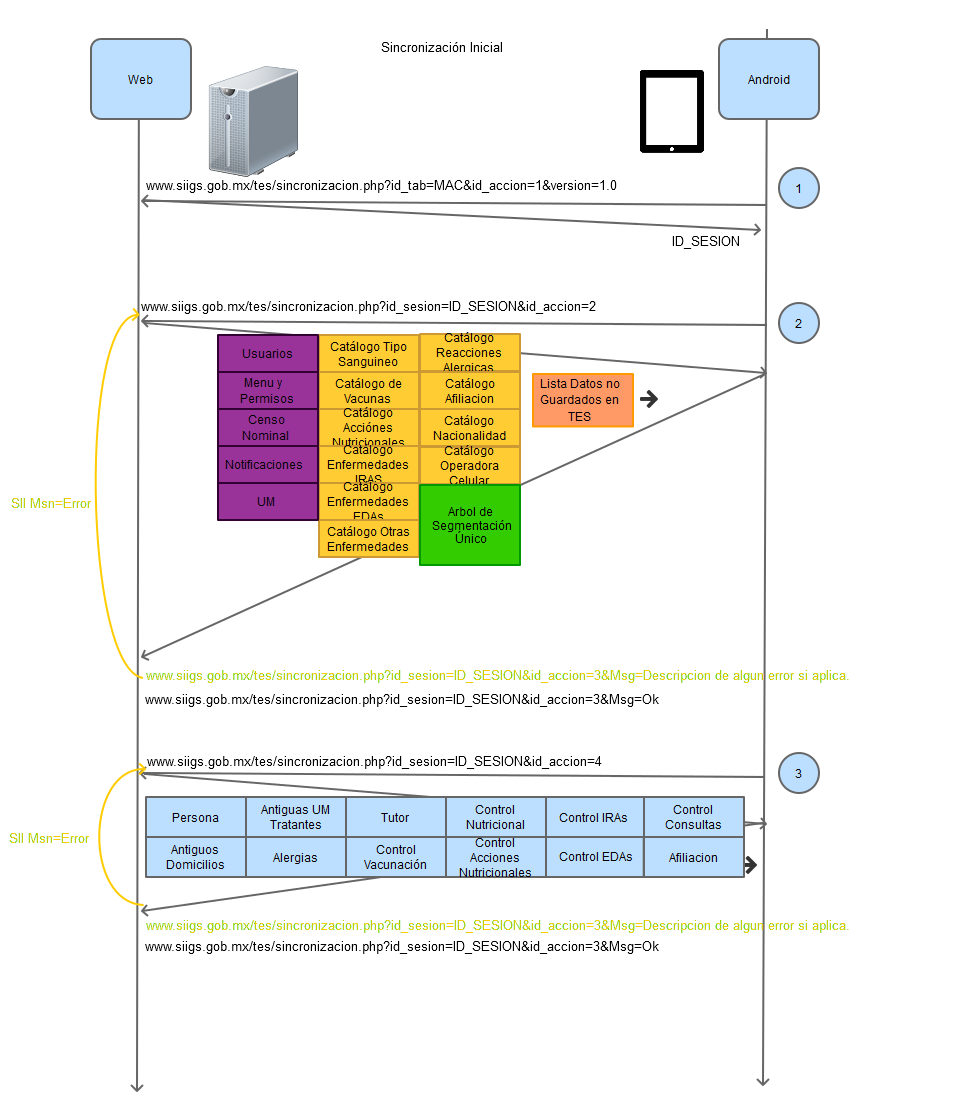 Sincronización Inicial
Web
Android
www.siigs.gob.mx/tes/sincronizacion.php?id_tab=MAC&id_accion=1&version=1.0
1
ID_SESION
www.siigs.gob.mx/tes/sincronizacion.php?id_sesion=ID_SESION&id_accion=2
2
Usuarios
Menu y
Permisos
Censo
Nominal
Notificaciones
UM
Catálogo Tipo
Sanguineo
Catálogo de
Vacunas
Catálogo
Acciónes
Nutricionales
Catálogo
Enfermedades
IRAS
Catálogo
Enfermedades
EDAs
Catálogo Otras
Enfermedades
Catálogo
Reacciones
Alergicas
Catálogo
Afiliacion
Catálogo
Nacionalidad
Catálogo
Operadora
Celular
Arbol de
Segmentación
Único
Lista Datos no
Guardados en
TES
SII Msn=Error
www.siigs.gob.mx/tes/sincronizacion.php?id_sesion=ID_SESION&id_accion=3&Msg=Descripcion de algun error si aplica.
www.siigs.gob.mx/tes/sincronizacion.php?id_sesion=ID_SESION&id_accion=3&Msg=Ok
www.siigs.gob.mx/tes/sincronizacion.php?id_sesion=ID_SESION&id_accion=4
3
Persona
Antiguas UM
Tratantes
Tutor
Control
Nutricional
Control IRAs
Control
Consultas
SII Msn=Error
Antiguos
Domicilios
Alergias
Control
Vacunación
Control
Acciones
Nutricionales
Control EDAs
Afiliacion
www.siigs.gob.mx/tes/sincronizacion.php?id_sesion=ID_SESION&id_accion=3&Msg=Descripcion de algun error si aplica.
www.siigs.gob.mx/tes/sincronizacion.php?id_sesion=ID_SESION&id_accion=3&Msg=Ok